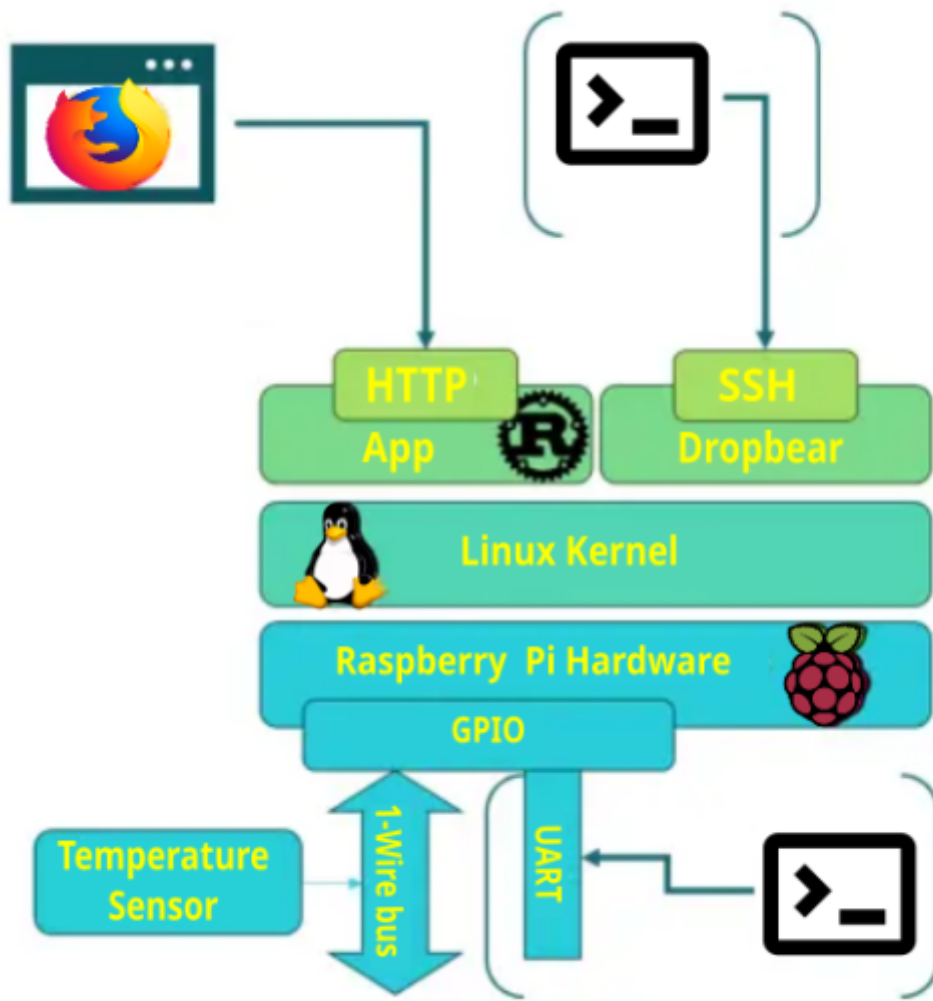 HTTP
SSH
App
Dropbear
Linux Kernel
Raspberry Pi Hardware
GPIO
1-Wire bus
UART
Temperature
Sensor